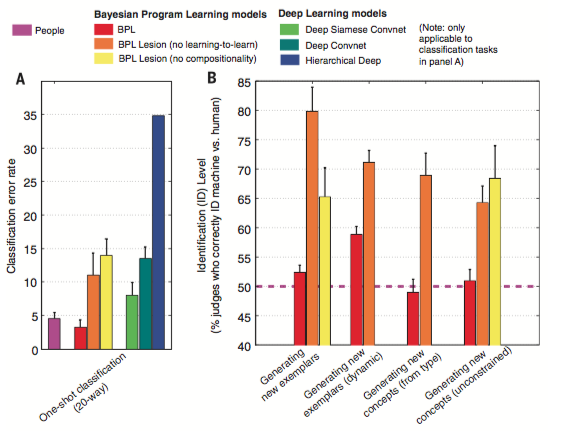 People
Bayesian Program Learning models
BPL
BPL Lesion (no learning-to-learn)
BPL Lesion (no compositionality)
Deep Learning models
Deep Siamese Convnet
Deep Convnet
Hierarchical Deep
(Note: only
applicable to
classification tasks
in panel A)
A
Classification error rate
35
30
25
20
15
10
5
0
One-shot classification
(20-way)
B
Identification (ID) Level
(% judges who correctly ID machine vs. human)
85
80
75
70
65
60
55
50
45
40
Generating
new exemplars
Generating new
exemplars (dynamic)
Generating new
concepts (from type)
Generating new
concepts (unconstrained)